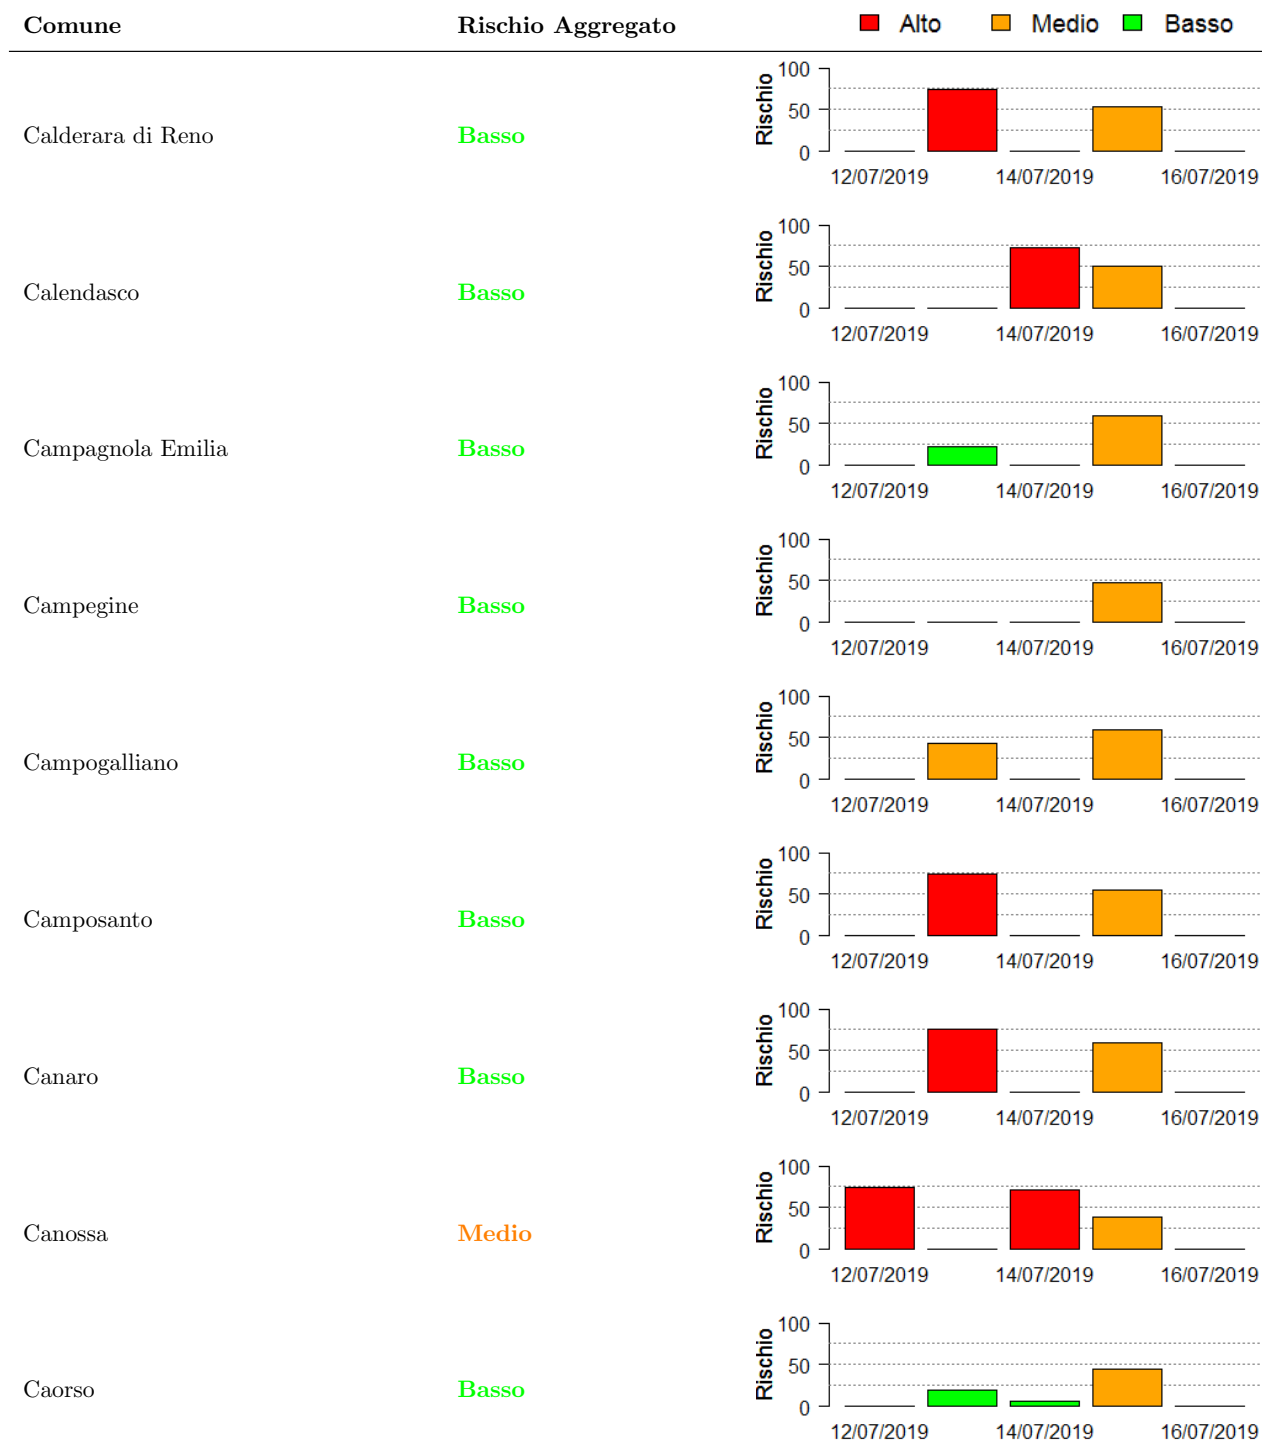 Comune Rischio Aggregato Alto Medio Basso
Calderara di Reno Basso Rischio 100 50 0
12/07/2019 14/07/2019 16/07/2019
Calendasco Basso Rischio 100 50 0
12/07/2019 14/07/2019 16/07/2019
Campagnola Emilia Basso Rischio 100 50 0
12/07/2019 14/07/2019 16/07/2019
Campegine Basso Rischio 100 50 0
12/07/2019 14/07/2019 16/07/2019
Campogalliano Basso Rischio 100 50 0
12/07/2019 14/07/2019 16/07/2019
Camposanto Basso Rischio 100 50 0
12/07/2019 14/07/2019 16/07/2019
Canaro Basso Rischio 100 50 0
12/07/2019 14/07/2019 16/07/2019
Canossa Medio Rischio 100 50 0
12/07/2019 14/07/2019 16/07/2019
Caorso Basso Rischio 100 50 0
12/07/2019 14/07/2019 16/07/2019